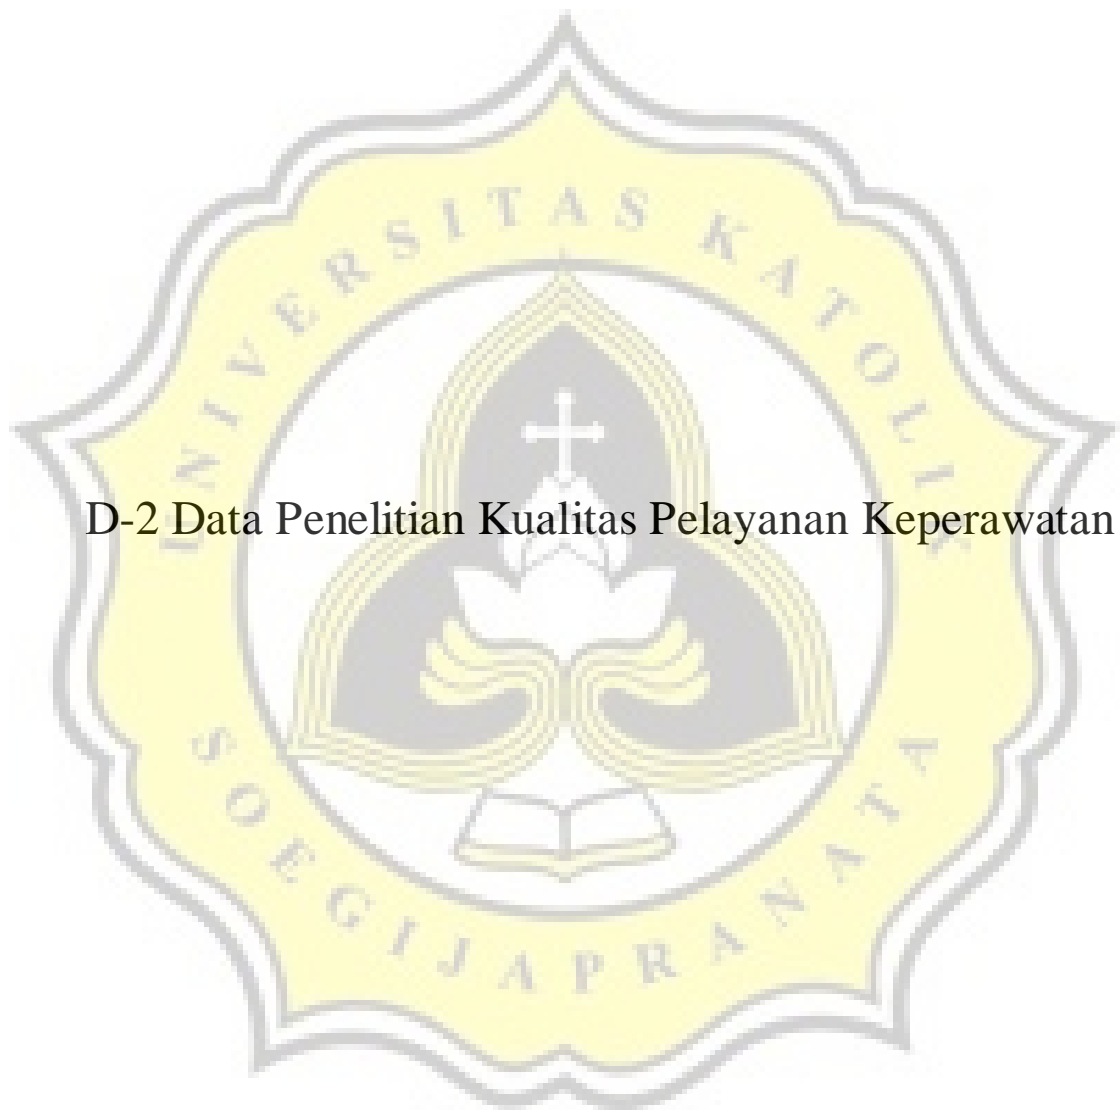 UNIVERSITAS KATOLIK
D-2 Data Penelitian Kualitas Pelayanan Keperawatan
SOEGIJAPRANATA